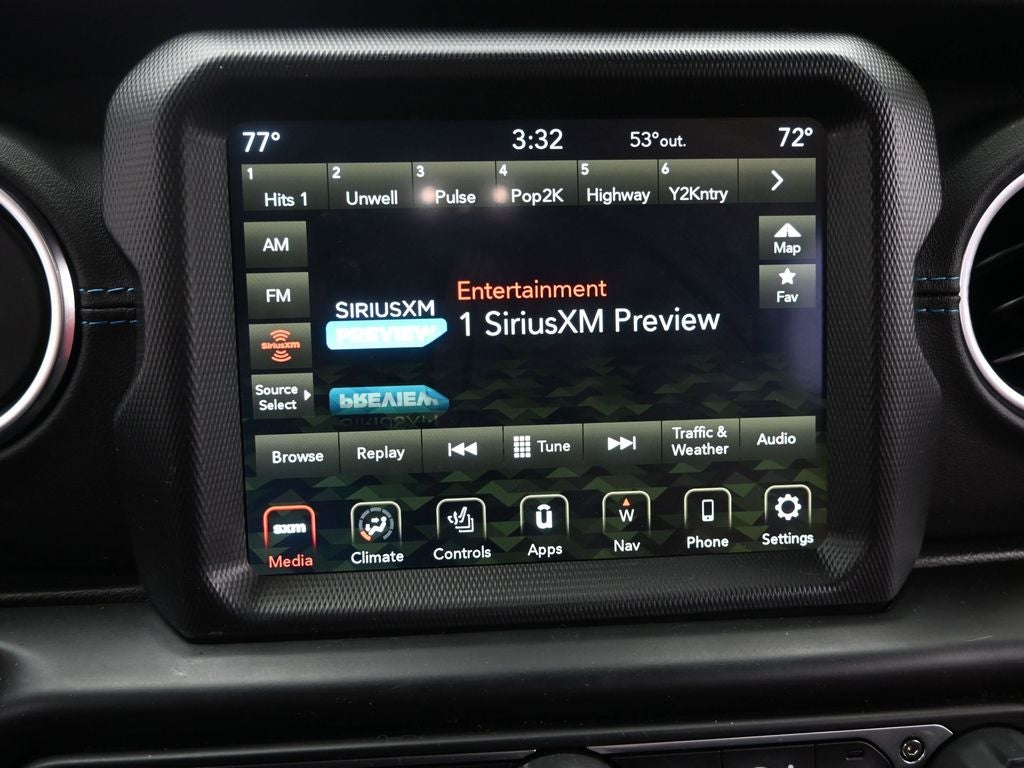 77° 3:32 53°out. 72°
1 Hits 1 2 Unwell 3 Pulse 4 Pop2K 5 Highway 6 Y2Kntry
AM
Map
FM
Fav
SIRIUSXM
PREVIEW
Entertainment
1 SiriusXM Preview
SiriusXM
Source
Select
Browse Replay Tune Traffic & Weather Audio
sxm
Media Climate Controls
ū
Apps
W
Nav Phone Settings